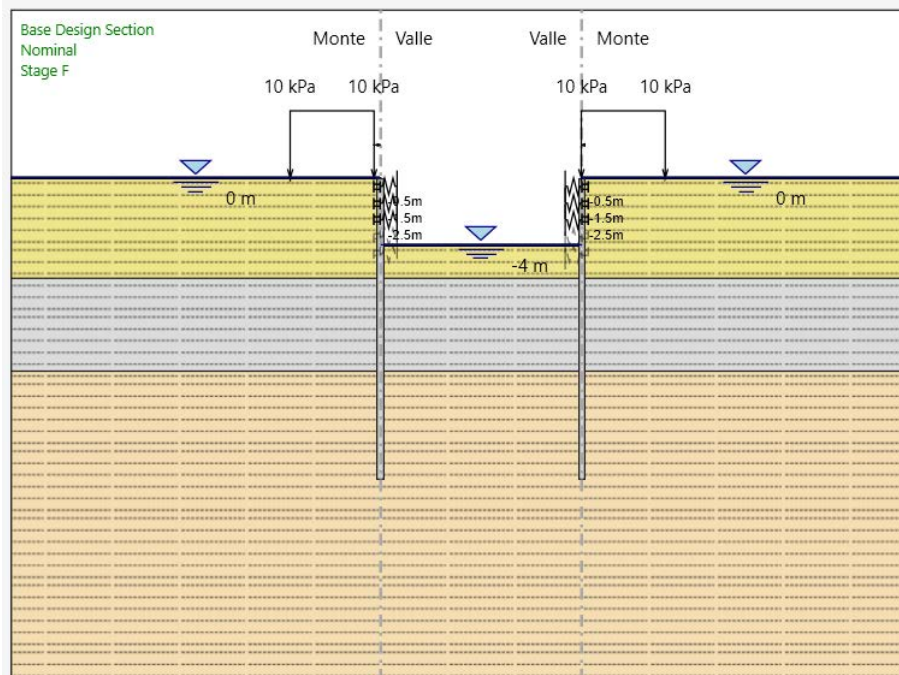 Base Design Section
Nominal
Stage F
Monte Valle Valle Monte
10 kPa 10 kPa 10 kPa 10 kPa
0 m 0 m
-0.5m
-1.5m
-2.5m
-0.5m
-1.5m
-2.5m
-4 m